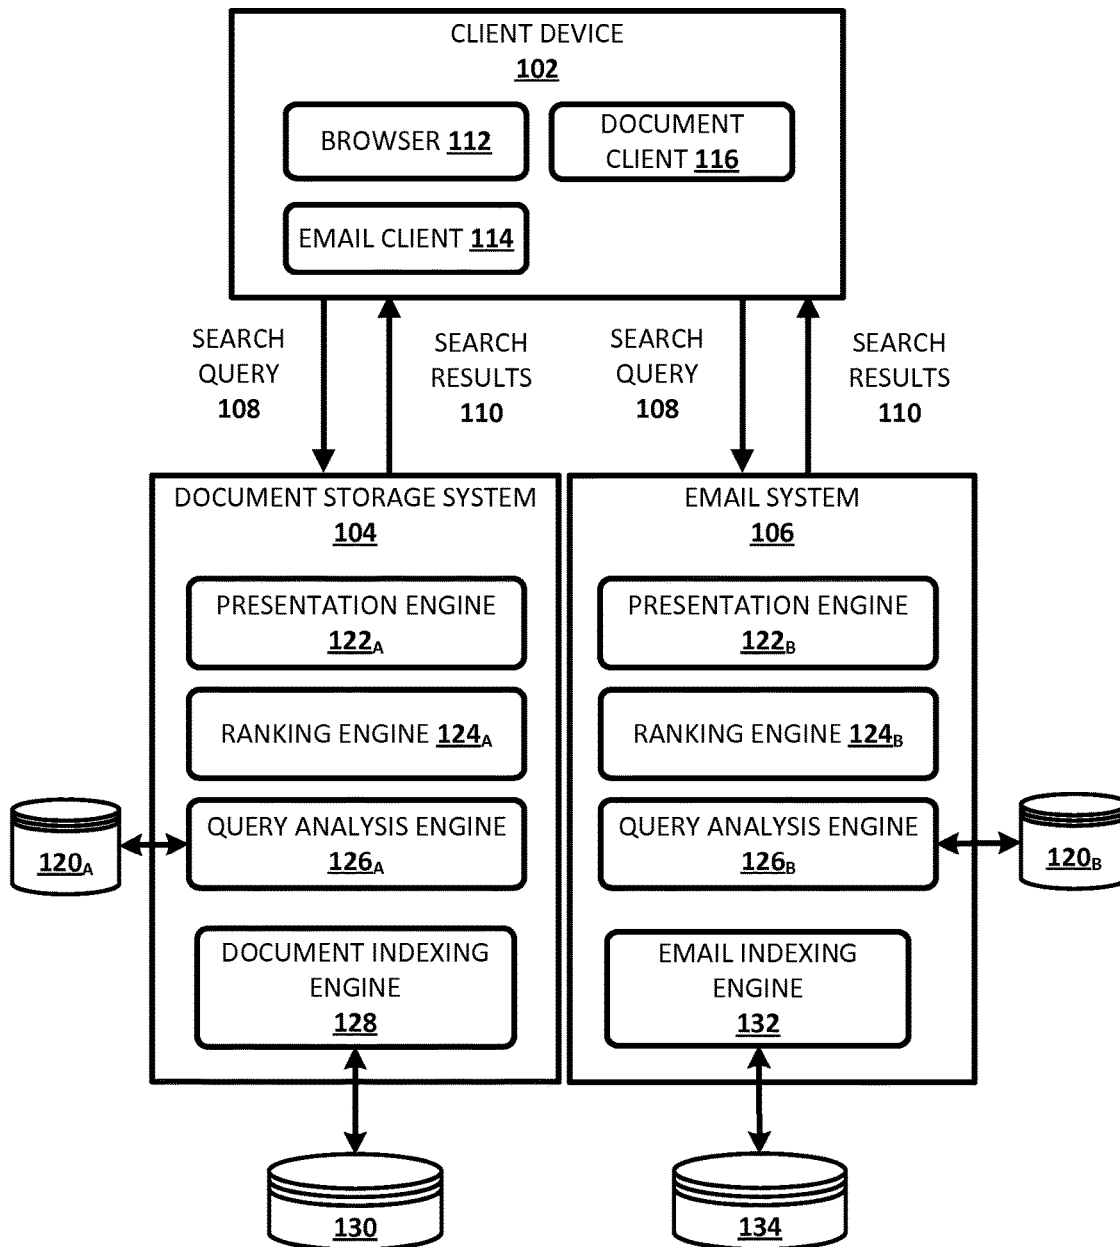 CLIENT DEVICE
102
BROWSER 112
DOCUMENT
CLIENT 116
EMAIL CLIENT 114
SEARCH
QUERY
108
SEARCH
RESULTS
110
SEARCH
QUERY
108
SEARCH
RESULTS
110
DOCUMENT STORAGE SYSTEM
104
PRESENTATION ENGINE
122A
RANKING ENGINE 124A
QUERY ANALYSIS ENGINE
126A
120A
DOCUMENT INDEXING
ENGINE
128
130
EMAIL SYSTEM
106
PRESENTATION ENGINE
122B
RANKING ENGINE 124B
QUERY ANALYSIS ENGINE
126B
120B
EMAIL INDEXING
ENGINE
132
134